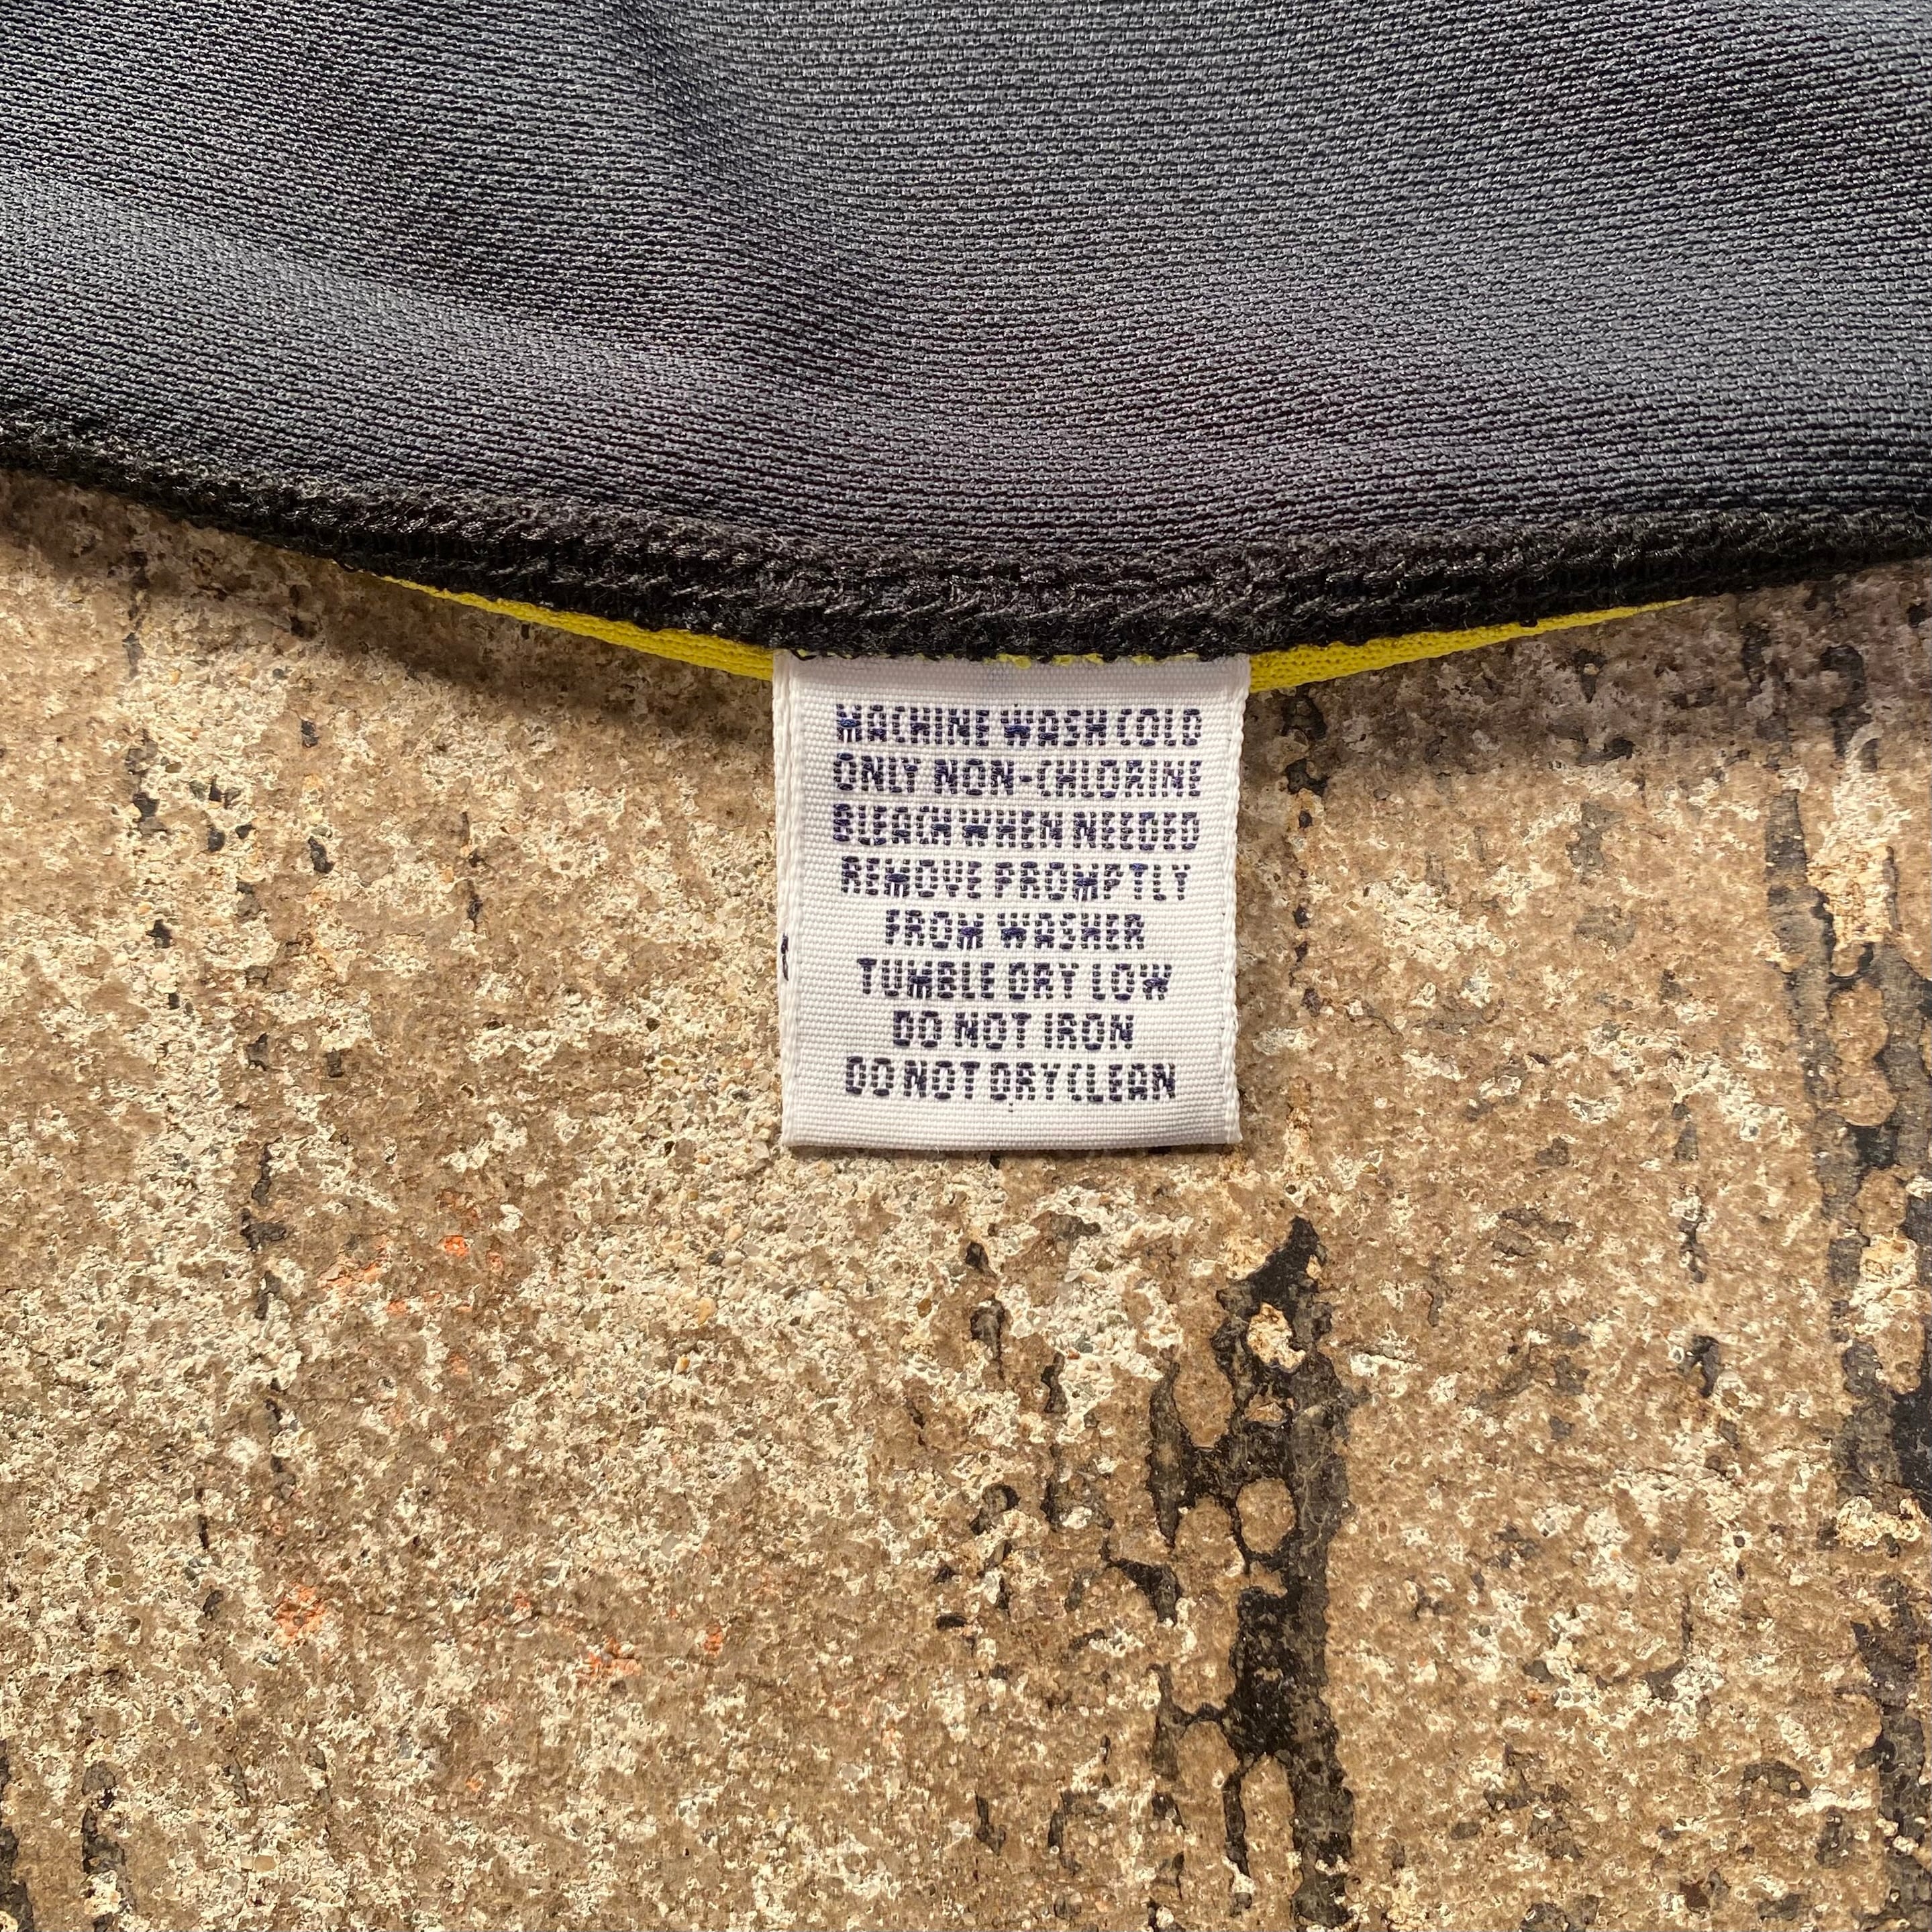 MACHINE WASH COLD
ONLY NON-CHLORINE
BLEACH WHEN NEEDED
REMOVE PROMPTLY
FROM WASHER
TUMBLE DRY LOW
DO NOT IRON
DO NOT DRY CLEAN